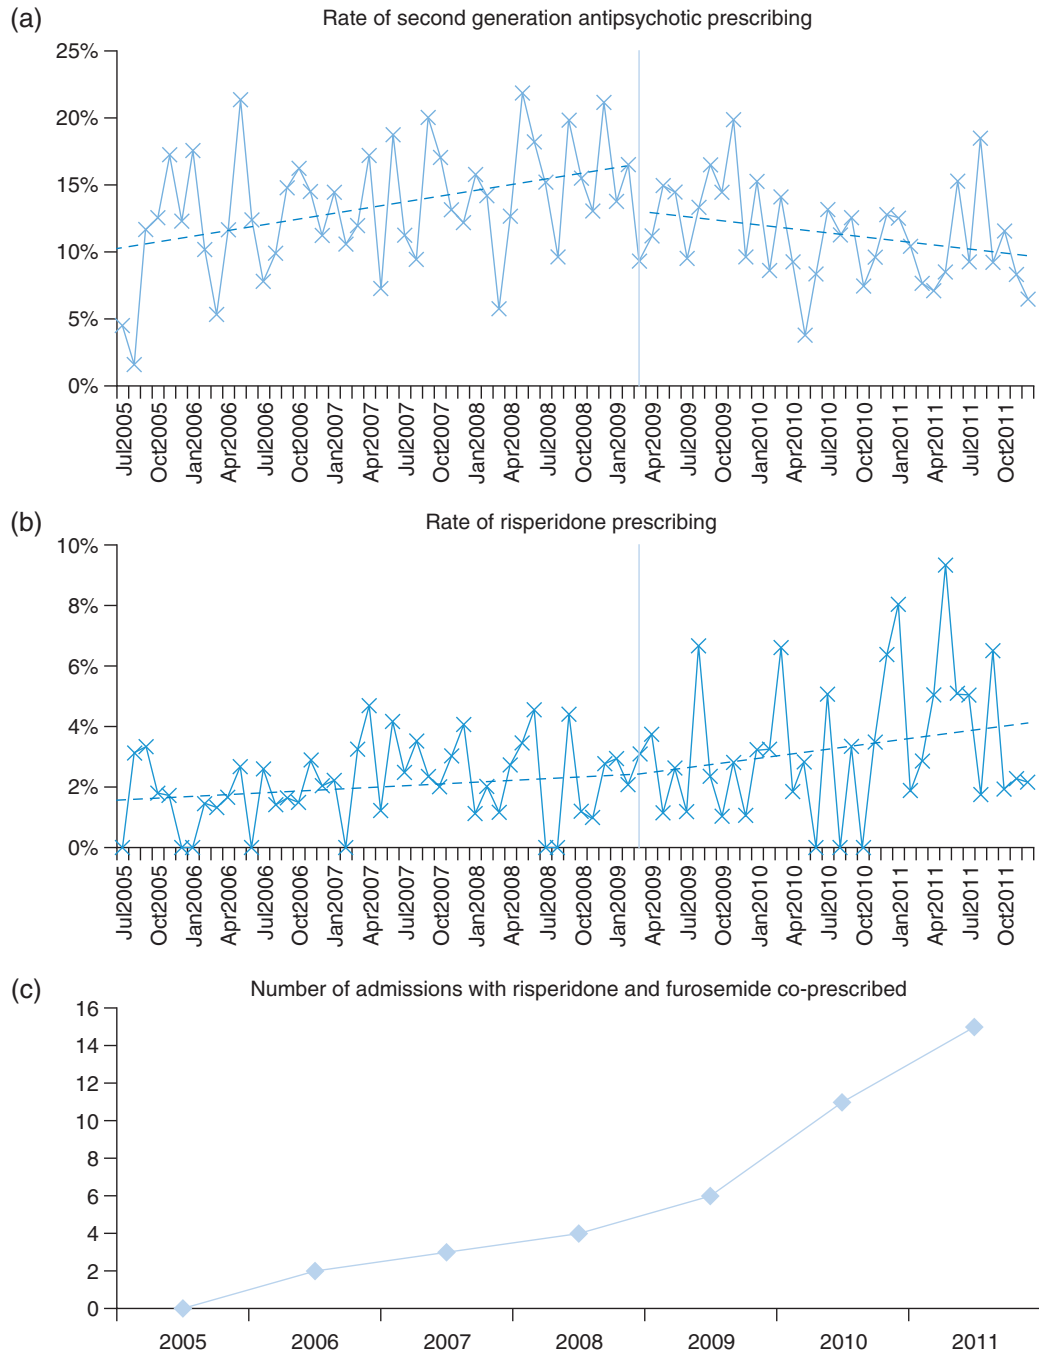 (a)
Rate of second generation antipsychotic prescribing
25%
20%
15%
10%
5%
0%
Jul2005 Oct2005 Jan2006 Apr2006 Jul2006 Oct2006 Jan2007 Apr2007 Jul2007 Oct2007 Jan2008 Apr2008 Jul2008 Oct2008 Jan2009 Apr2009 Jul2009 Oct2009 Jan2010 Apr2010 Jul2010 Oct2010 Jan2011 Apr2011 Jul2011 Oct2011
(b)
Rate of risperidone prescribing
10%
8%
6%
4%
2%
0%
Jul2005 Oct2005 Jan2006 Apr2006 Jul2006 Oct2006 Jan2007 Apr2007 Jul2007 Oct2007 Jan2008 Apr2008 Jul2008 Oct2008 Jan2009 Apr2009 Jul2009 Oct2009 Jan2010 Apr2010 Jul2010 Oct2010 Jan2011 Apr2011 Jul2011 Oct2011
(c)
Number of admissions with risperidone and furosemide co-prescribed
16
14
12
10
8
6
4
2
0
2005 2006 2007 2008 2009 2010 2011